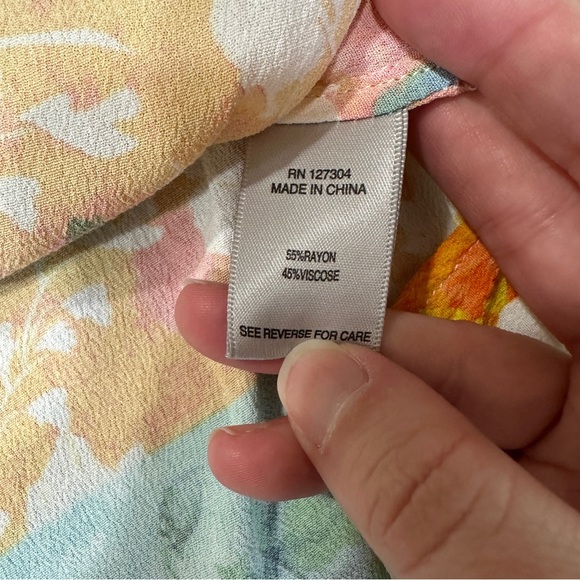 RN 127304
MADE IN CHINA
55%RAYON
45%VISCOSE
SEE REVERSE FOR CARE